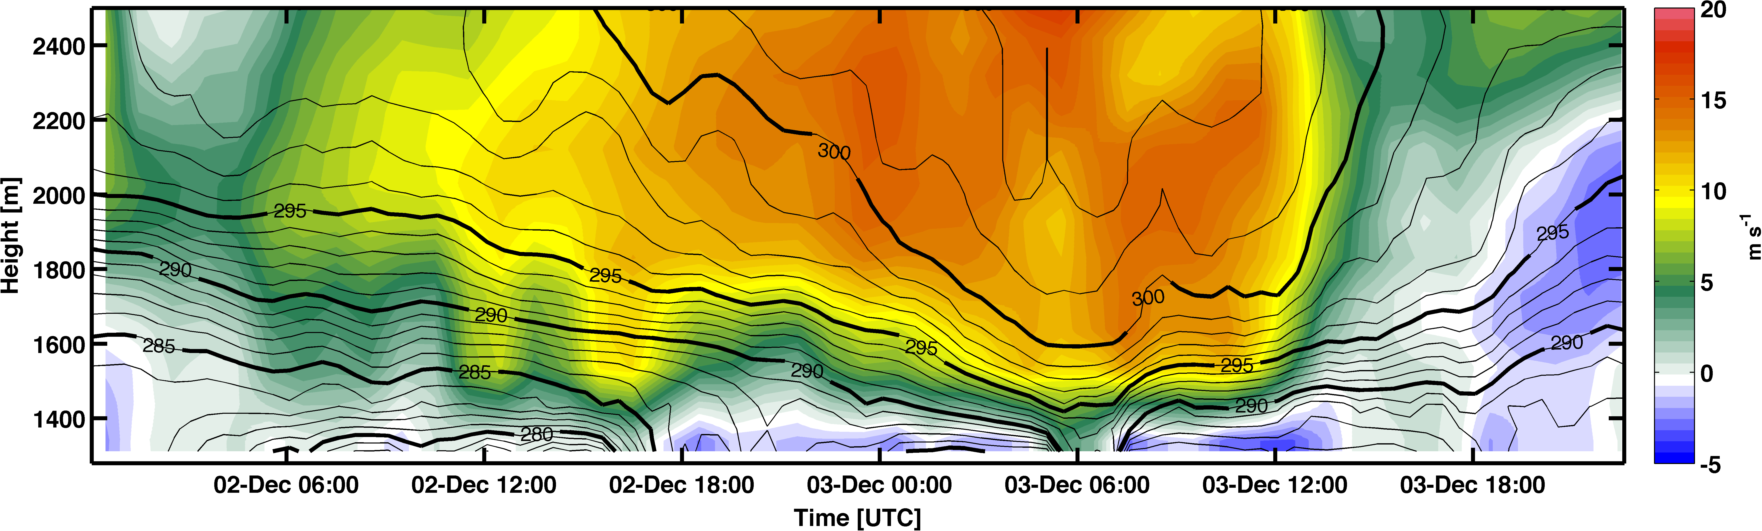 20
2400
15
2200
300
2000
10
295
295
1800
290
300
5
290
1600
285
295
295
290
290
285
290
0
1400
280
-5
Height [m]
m s-1
02-Dec 06:00
02-Dec 12:00
02-Dec 18:00
03-Dec 00:00
03-Dec 06:00
03-Dec 12:00
03-Dec 18:00
Time [UTC]